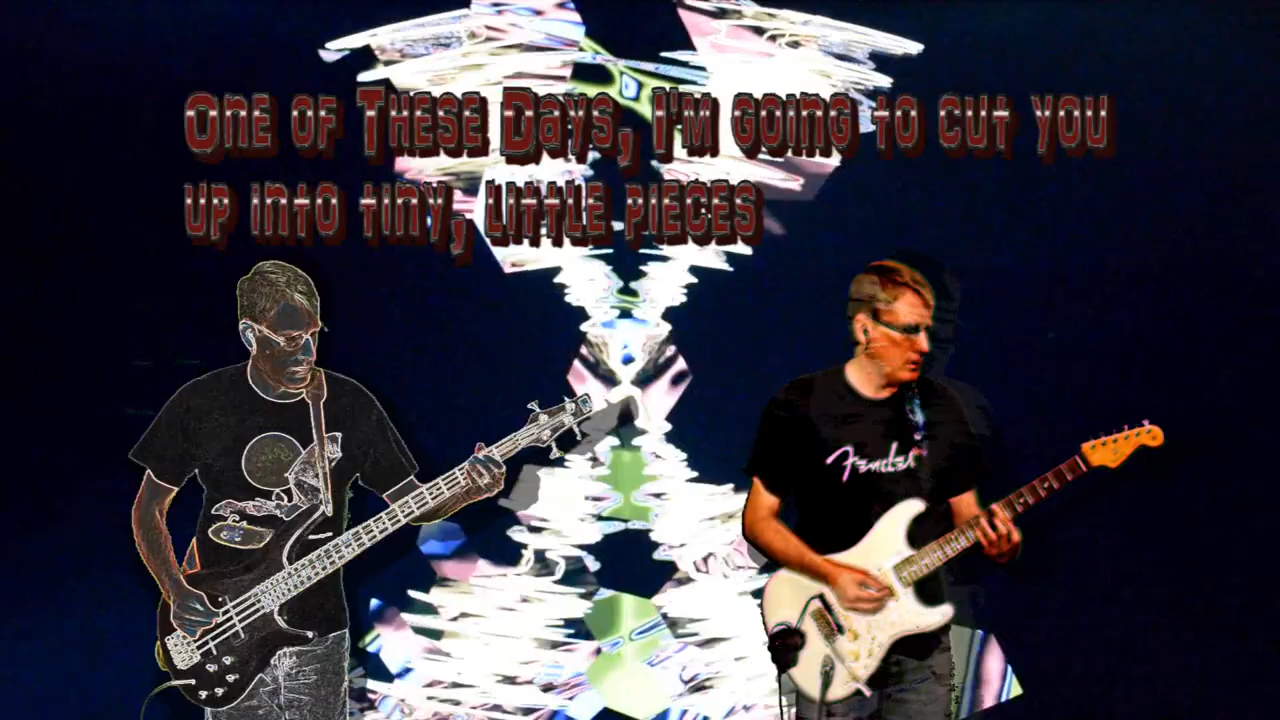 One of These Days, I'm going to cut you
up into tiny, little pieces
Fender